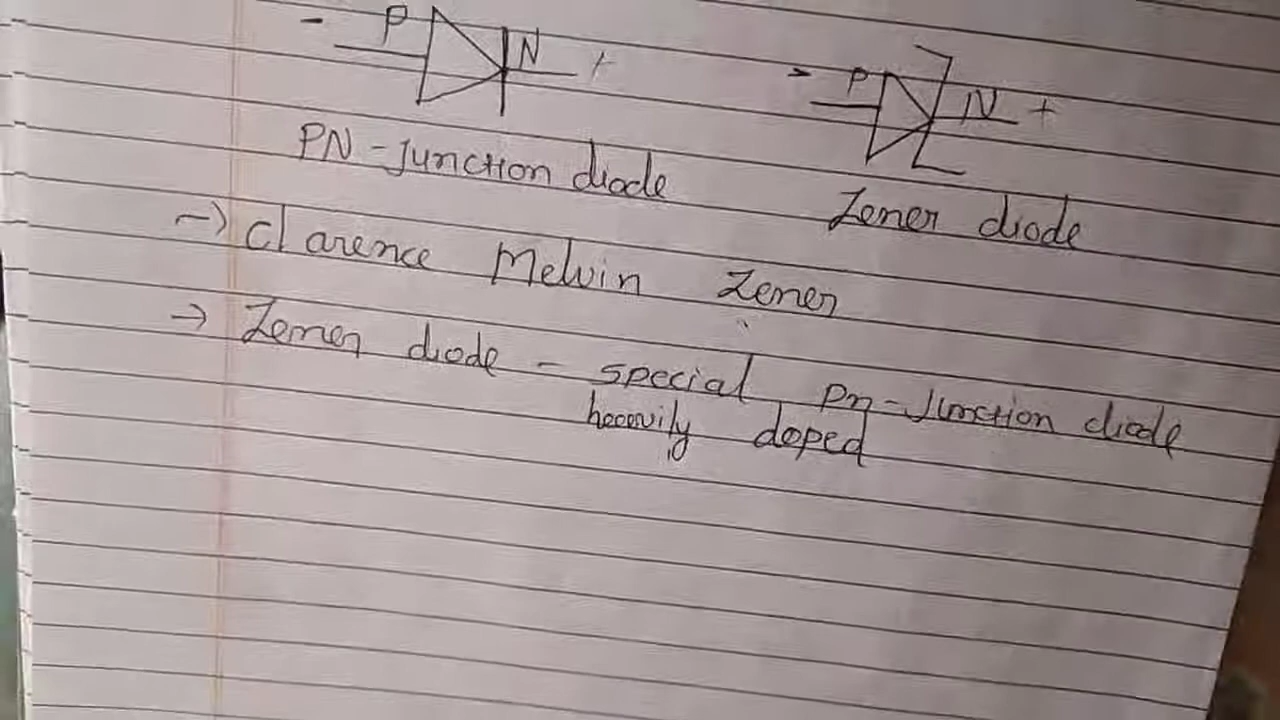 - P N +
- P N +
PN-Junction diode
Zener diode
→ Clarence Melvin Zener
→ Zener diode - special pn-Junction diode
heavily doped